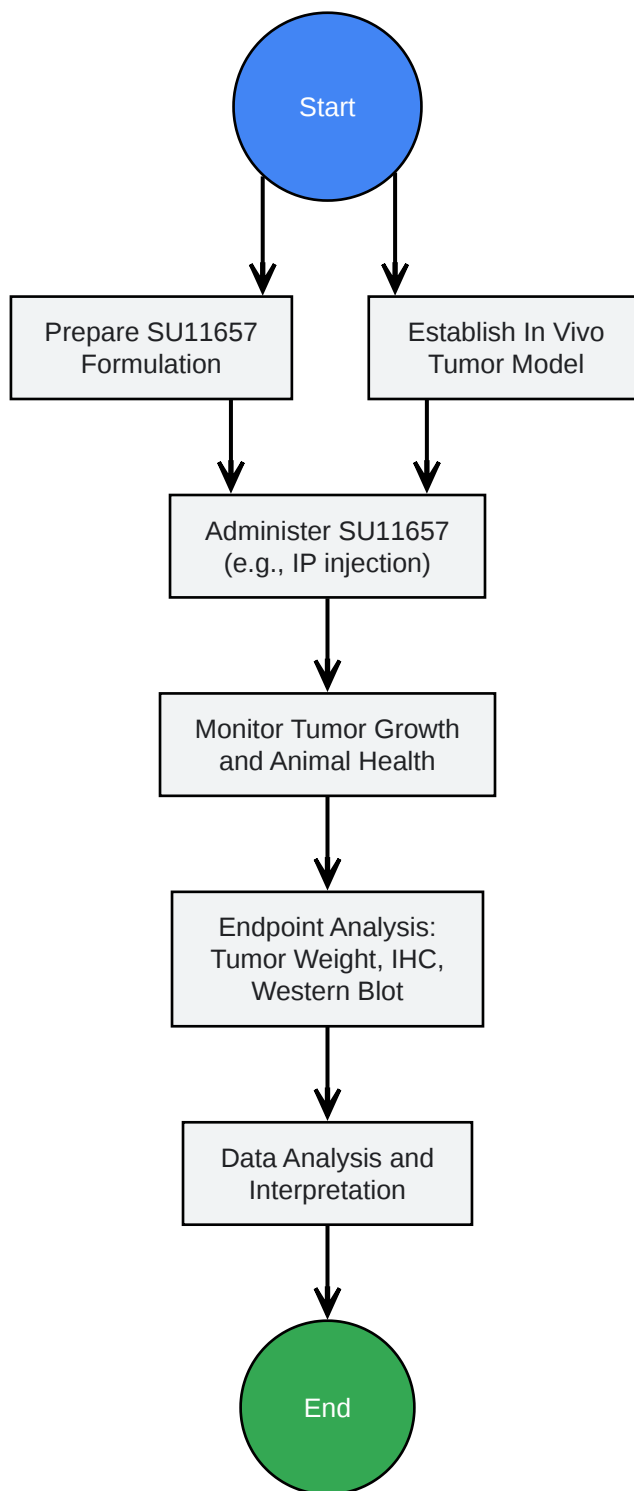 Start
Prepare SU11657
Formulation
Establish In Vivo
Tumor Model
Administer SU11657
(e.g., IP injection)
Monitor Tumor Growth
and Animal Health
Endpoint Analysis:
Tumor Weight, IHC,
Western Blot
Data Analysis and
Interpretation
End